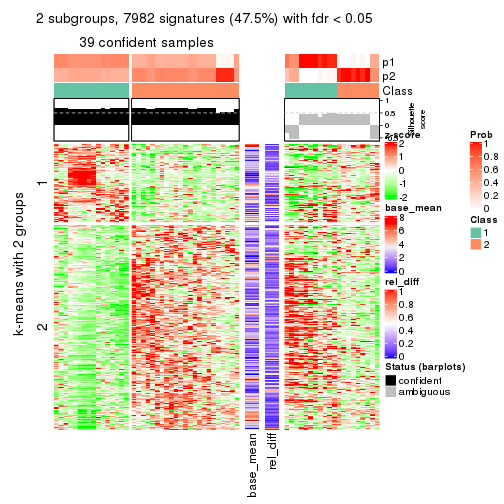 2 subgroups, 7982 signatures (47.5%) with fdr < 0.05
39 confident samples
p1
p2
Class
1
0.5
0
-0.5
Silhouette
score
k-means with 2 groups
1
2
base_mean
rel_diff
z-score
2
1
0
-1
-2
base_mean
8
6
4
2
0
rel_diff
1
0.8
0.6
0.4
0.2
0
Status (barplots)
confident
ambiguous
Prob
1
0.8
0.6
0.4
0.2
0
Class
1
2